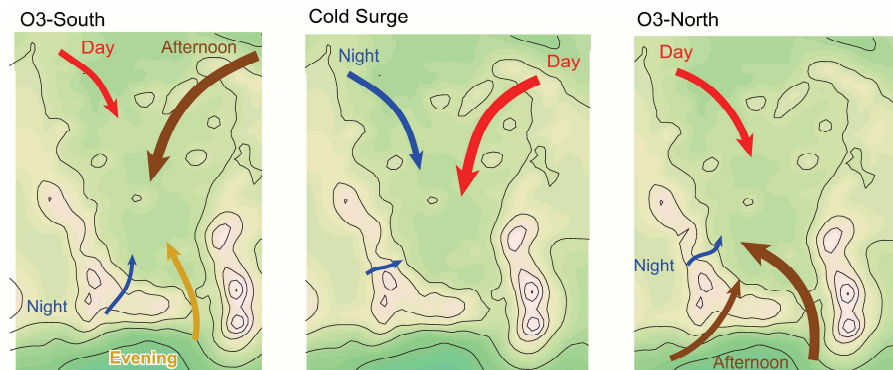 O3-South
Day
Afternoon
Night
Evening
Cold Surge
Night
Day
O3-North
Day
Night
Afternoon